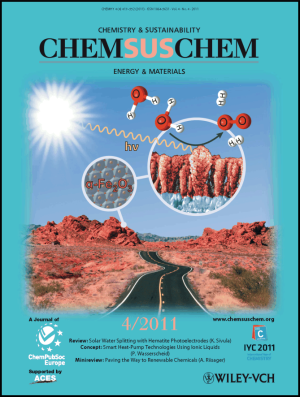 CHEMISTRY & SUSTAINABILITY
CHEMSUSCHEM
ENERGY & MATERIALS
O
H
H
O
H
H
H
H
O
O
hν
α-Fe2O3
4/2011
A Journal of
ChemPubSoc
Europe
Supported by
ACES
www.chemsuschem.org
IYC 2011
Review: Solar Water Splitting with Hematite Photoelectrodes (K. Sivula)
Concept: Smart Heat-Pump Technologies Using Ionic Liquids
(P. Wasserscheid)
Minireview: Paving the Way to Renewable Chemicals (A. Riisager)
WILEY-VCH